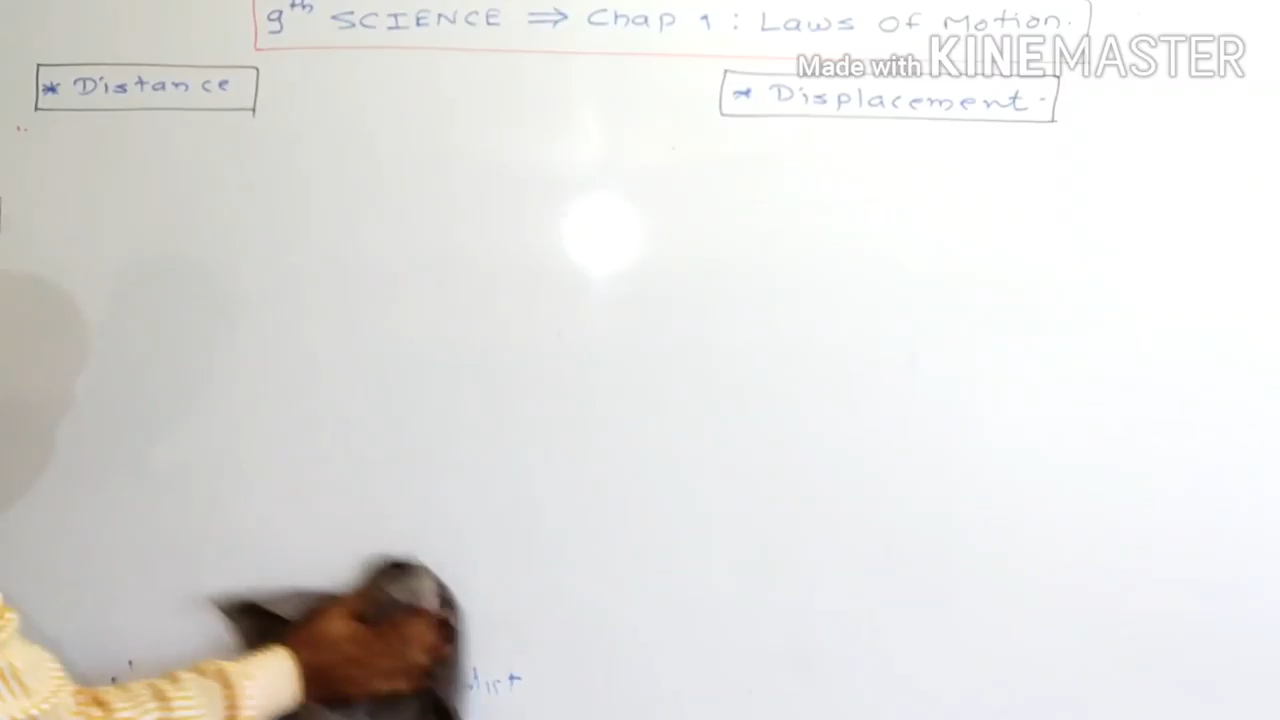 9th SCIENCE ⇒ Chap 1 : Laws of Motion.
Made with KINEMASTER
* Distance
* Displacement.